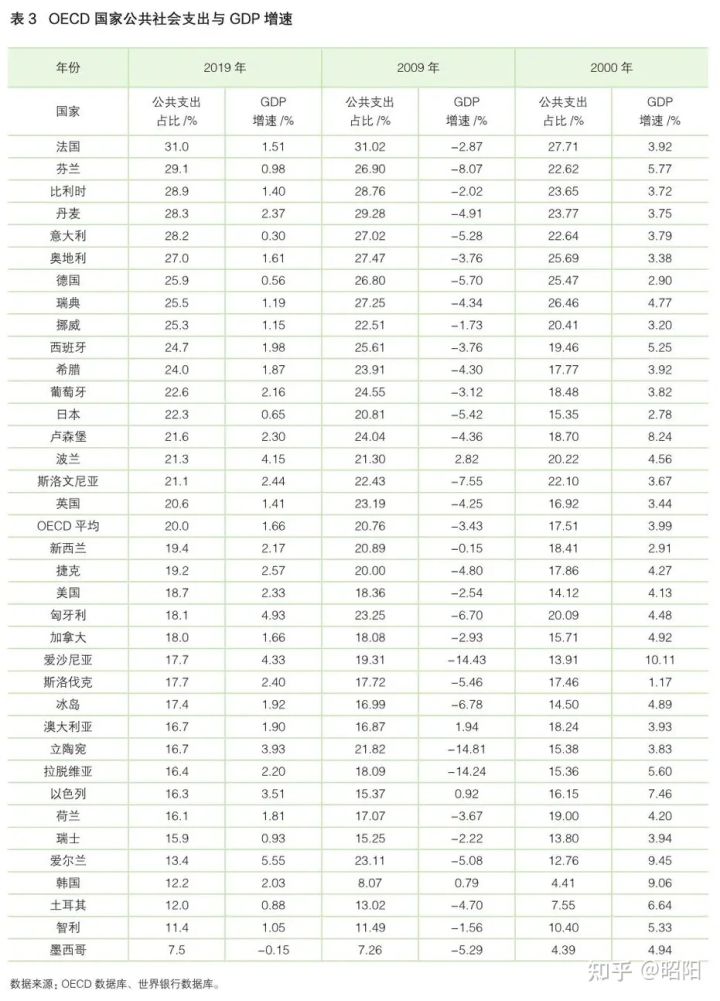 表 3 OECD 国家公共社会支出与 GDP 增速
年份 2019 年 2009 年 2000 年
国家 公共支出占比 /% GDP 增速 /% 公共支出占比 /% GDP 增速 /% 公共支出占比 /% GDP 增速 /%
法国 31.0 1.51 31.02 −2.87 27.71 3.92
芬兰 29.1 0.98 26.90 −8.07 22.62 5.77
比利时 28.9 1.40 28.76 −2.02 23.65 3.72
丹麦 28.3 2.37 29.28 −4.91 23.77 3.75
意大利 28.2 0.30 27.02 −5.28 22.64 3.79
奥地利 27.0 1.61 27.47 −3.76 25.69 3.38
德国 25.9 0.56 26.80 −5.70 25.47 2.90
瑞典 25.5 1.19 27.25 −4.34 26.46 4.77
挪威 25.3 1.15 22.51 −1.73 20.41 3.20
西班牙 24.7 1.98 25.61 −3.76 19.46 5.25
希腊 24.0 1.87 23.91 −4.30 17.77 3.92
葡萄牙 22.6 2.16 24.55 −3.12 18.48 3.82
日本 22.3 0.65 20.81 −5.42 15.35 2.78
卢森堡 21.6 2.30 24.04 −4.36 18.70 8.24
波兰 21.3 4.15 21.30 2.82 20.22 4.56
斯洛文尼亚 21.1 2.44 22.43 −7.55 22.10 3.67
英国 20.6 1.41 23.19 −4.25 16.92 3.44
OECD 平均 20.0 1.66 20.76 −3.43 17.51 3.99
新西兰 19.4 2.17 20.89 −0.15 18.41 2.91
捷克 19.2 2.57 20.00 −4.80 17.86 4.27
美国 18.7 2.33 18.36 −2.54 14.12 4.13
匈牙利 18.1 4.93 23.25 −6.70 20.09 4.48
加拿大 18.0 1.66 18.08 −2.93 15.71 4.92
爱沙尼亚 17.7 4.33 19.31 −14.43 13.91 10.11
斯洛伐克 17.7 2.40 17.72 −5.46 17.46 1.17
冰岛 17.4 1.92 16.99 −6.78 14.50 4.89
澳大利亚 16.7 1.90 16.87 1.94 18.24 3.93
立陶宛 16.7 3.93 21.82 −14.81 15.38 3.83
拉脱维亚 16.4 2.20 18.09 −14.24 15.36 5.60
以色列 16.3 3.51 15.37 0.92 16.15 7.46
荷兰 16.1 1.81 17.07 −3.67 19.00 4.20
瑞士 15.9 0.93 15.25 −2.22 13.80 3.94
爱尔兰 13.4 5.55 23.11 −5.08 12.76 9.45
韩国 12.2 2.03 8.07 0.79 4.41 9.06
土耳其 12.0 0.88 13.02 −4.70 7.55 6.64
智利 11.4 1.05 11.49 −1.56 10.40 5.33
墨西哥 7.5 −0.15 7.26 −5.29 4.39 4.94
数据来源：OECD 数据库、世界银行数据库。
知乎 @昭阳